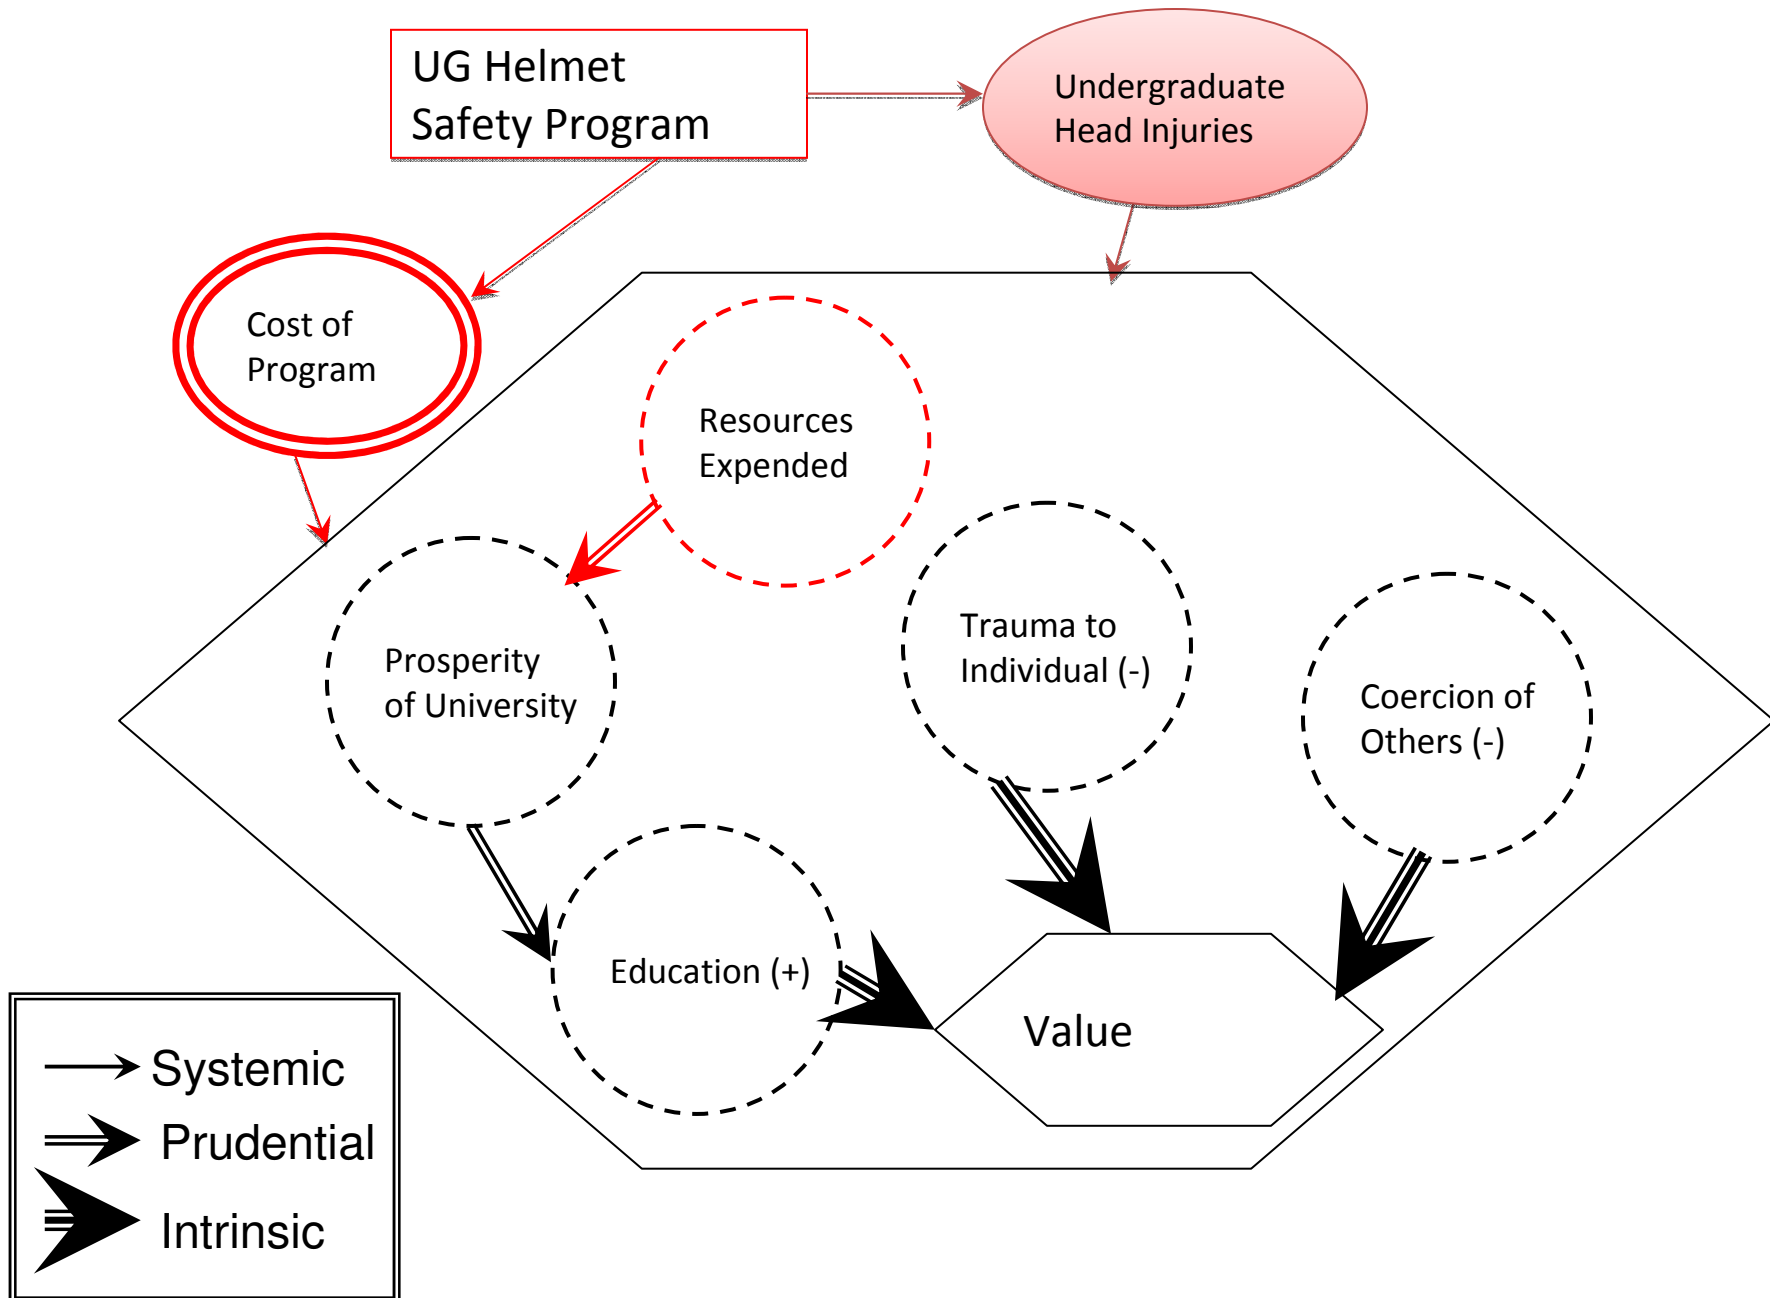 UG Helmet
Safety Program
Undergraduate
Head Injuries
Cost of
Program
Resources
Expended
Prosperity
of University
Trauma to
Individual (-)
Coercion of
Others (-)
Education (+)
Value
Systemic
Prudential
Intrinsic